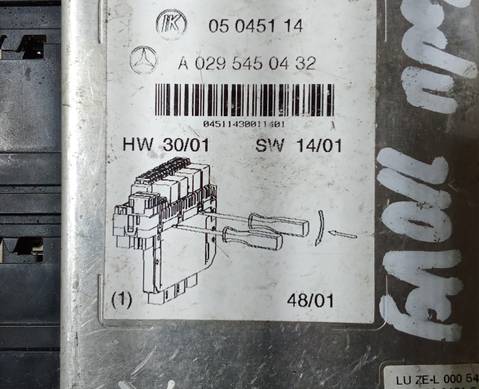 05 0451 14
A 029 545 04 32
04511430011401
HW 30/01 SW 14/01
(1) 48/01
LU ZE-L 000 54